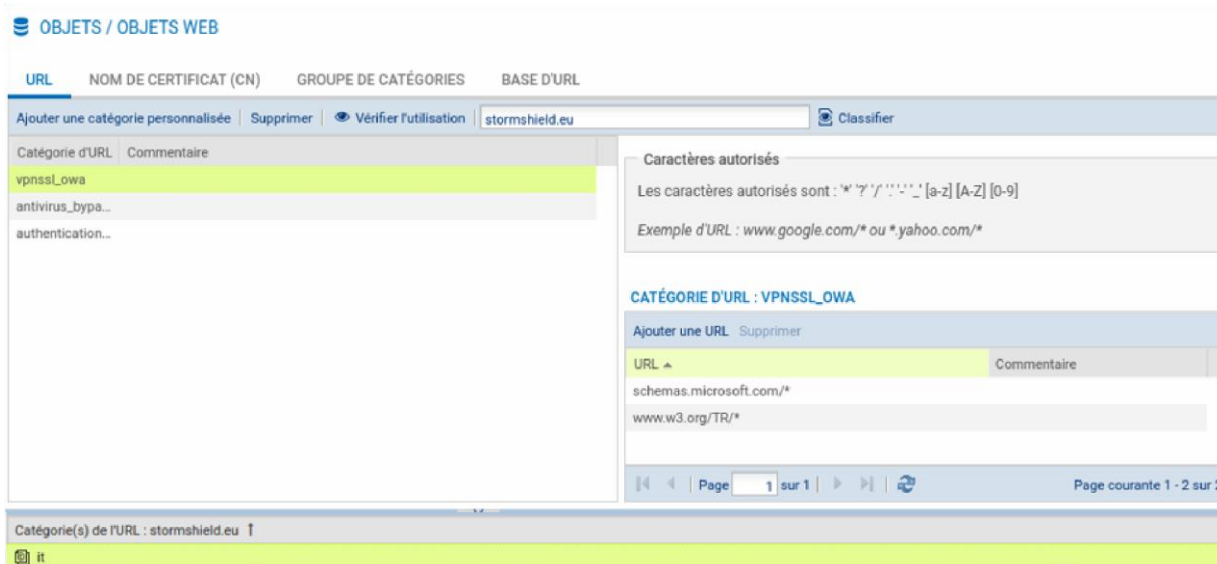 OBJETS / OBJETS WEB
URL NOM DE CERTIFICAT (CN) GROUPE DE CATÉGORIES BASE D'URL
Ajouter une catégorie personnalisée Supprimer Vérifier l'utilisation stormshield.eu Classifier
Catégorie d'URL Commentaire
vpnssl_owa
antivirus_bypa...
authentication...
Caractères autorisés
Les caractères autorisés sont : '*' '?' '/' '.' '-' '_' [a-z] [A-Z] [0-9]
Exemple d'URL : www.google.com/* ou *.yahoo.com/*
CATÉGORIE D'URL : VPNSSL_OWA
Ajouter une URL Supprimer
URL Commentaire
schemas.microsoft.com/*
www.w3.org/TR/*
Page 1 sur 1 Page courante 1 - 2 sur 2
Catégorie(s) de l'URL : stormshield.eu
it